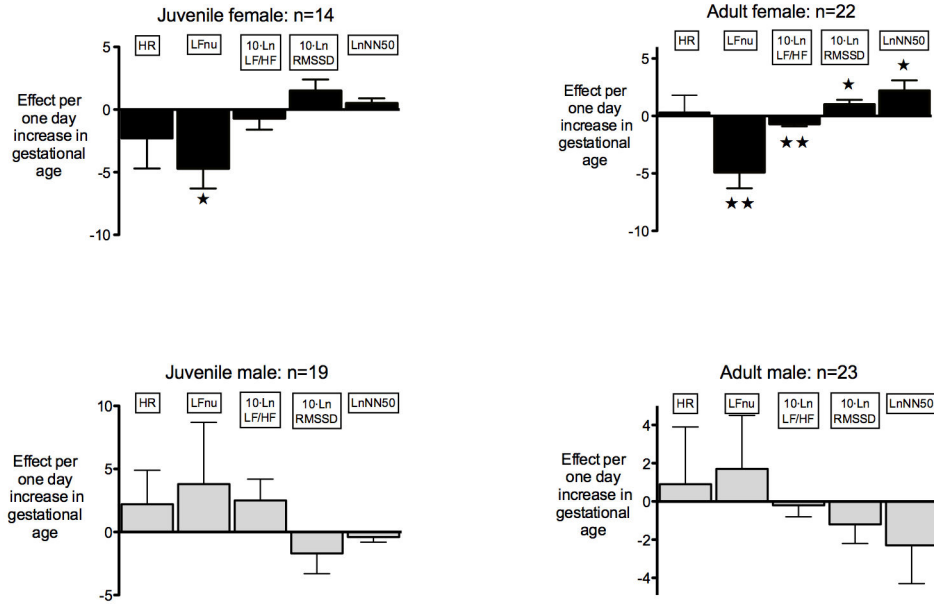 Juvenile female: n=14
HR
LFnu
10·Ln
LF/HF
10·Ln
RMSSD
LnNN50
Effect per
one day
increase in
gestational
age
5
0
-5
-10
★
Adult female: n=22
HR
LFnu
10·Ln
LF/HF
10·Ln
RMSSD
LnNN50
Effect per
one day
increase in
gestational
age
5
0
-5
-10
★★
★★
★
★
Juvenile male: n=19
HR
LFnu
10·Ln
LF/HF
10·Ln
RMSSD
LnNN50
Effect per
one day
increase in
gestational
age
10
5
0
-5
Adult male: n=23
HR
LFnu
10·Ln
LF/HF
10·Ln
RMSSD
LnNN50
Effect per
one day
increase in
gestational
age
4
2
0
-2
-4